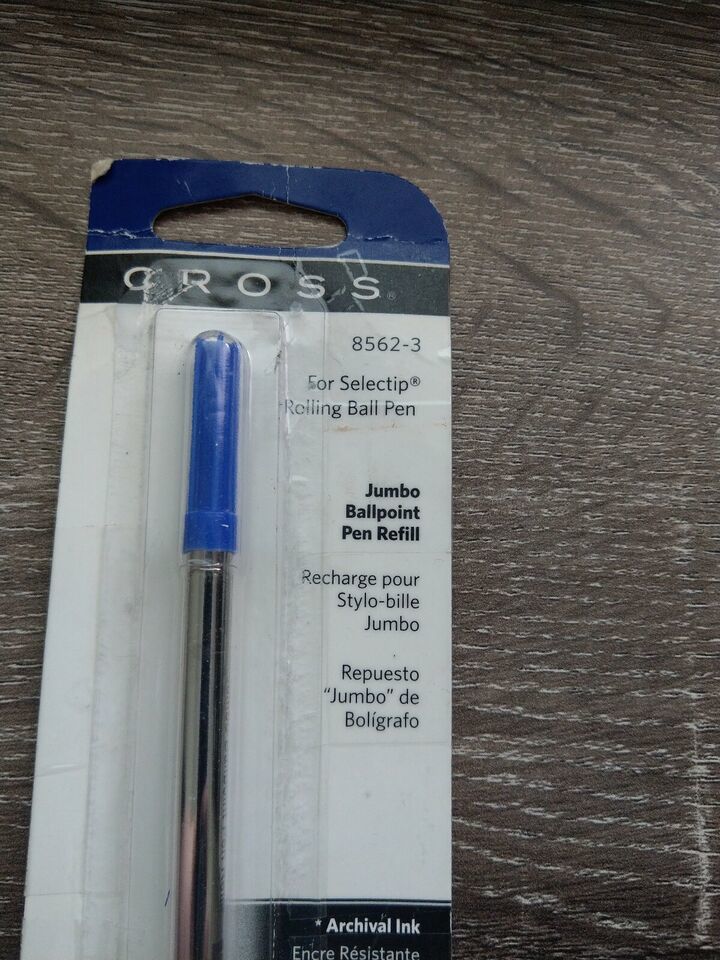 CROSS®
8562-3
For Selectip®
Rolling Ball Pen
Jumbo
Ballpoint
Pen Refill
Recharge pour
Stylo-bille
Jumbo
Repuesto
"Jumbo" de
Bolígrafo
* Archival Ink
Encre Résistante